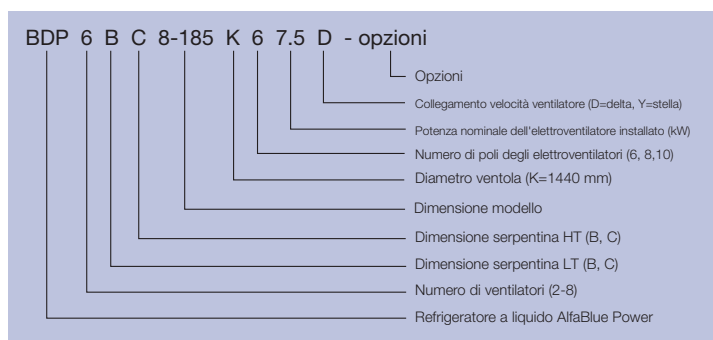 BDP 6 B C 8-185 K 6 7.5 D - opzioni
Opzioni
Collegamento velocità ventilatore (D=delta, Y=stella)
Potenza nominale dell'elettroventilatore installato (kW)
Numero di poli degli elettroventilatori (6, 8,10)
Diametro ventola (K=1440 mm)
Dimensione modello
Dimensione serpentina HT (B, C)
Dimensione serpentina LT (B, C)
Numero di ventilatori (2-8)
Refrigeratore a liquido AlfaBlue Power